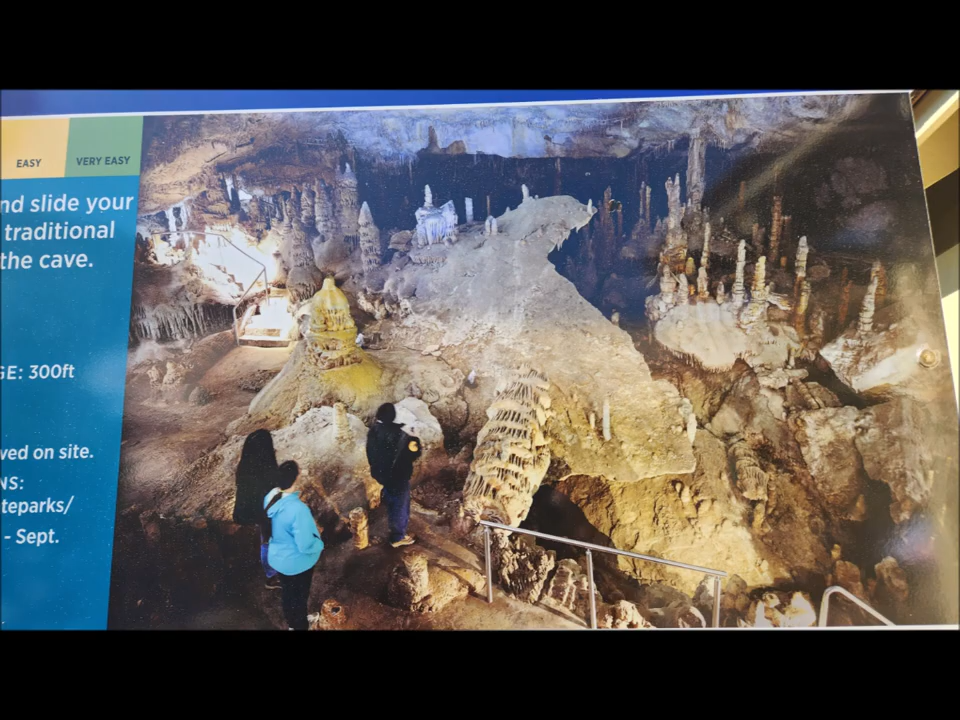 EASY
VERY EASY
nd slide your
traditional
the cave.
GE: 300ft
ved on site.
NS:
teparks/
- Sept.